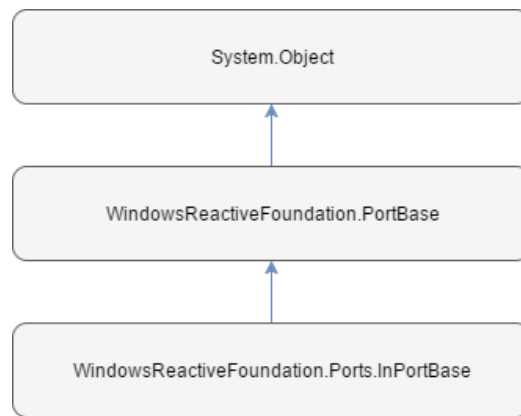 System.Object
WindowsReactiveFoundation.PortBase
WindowsReactiveFoundation.Ports.InPortBase